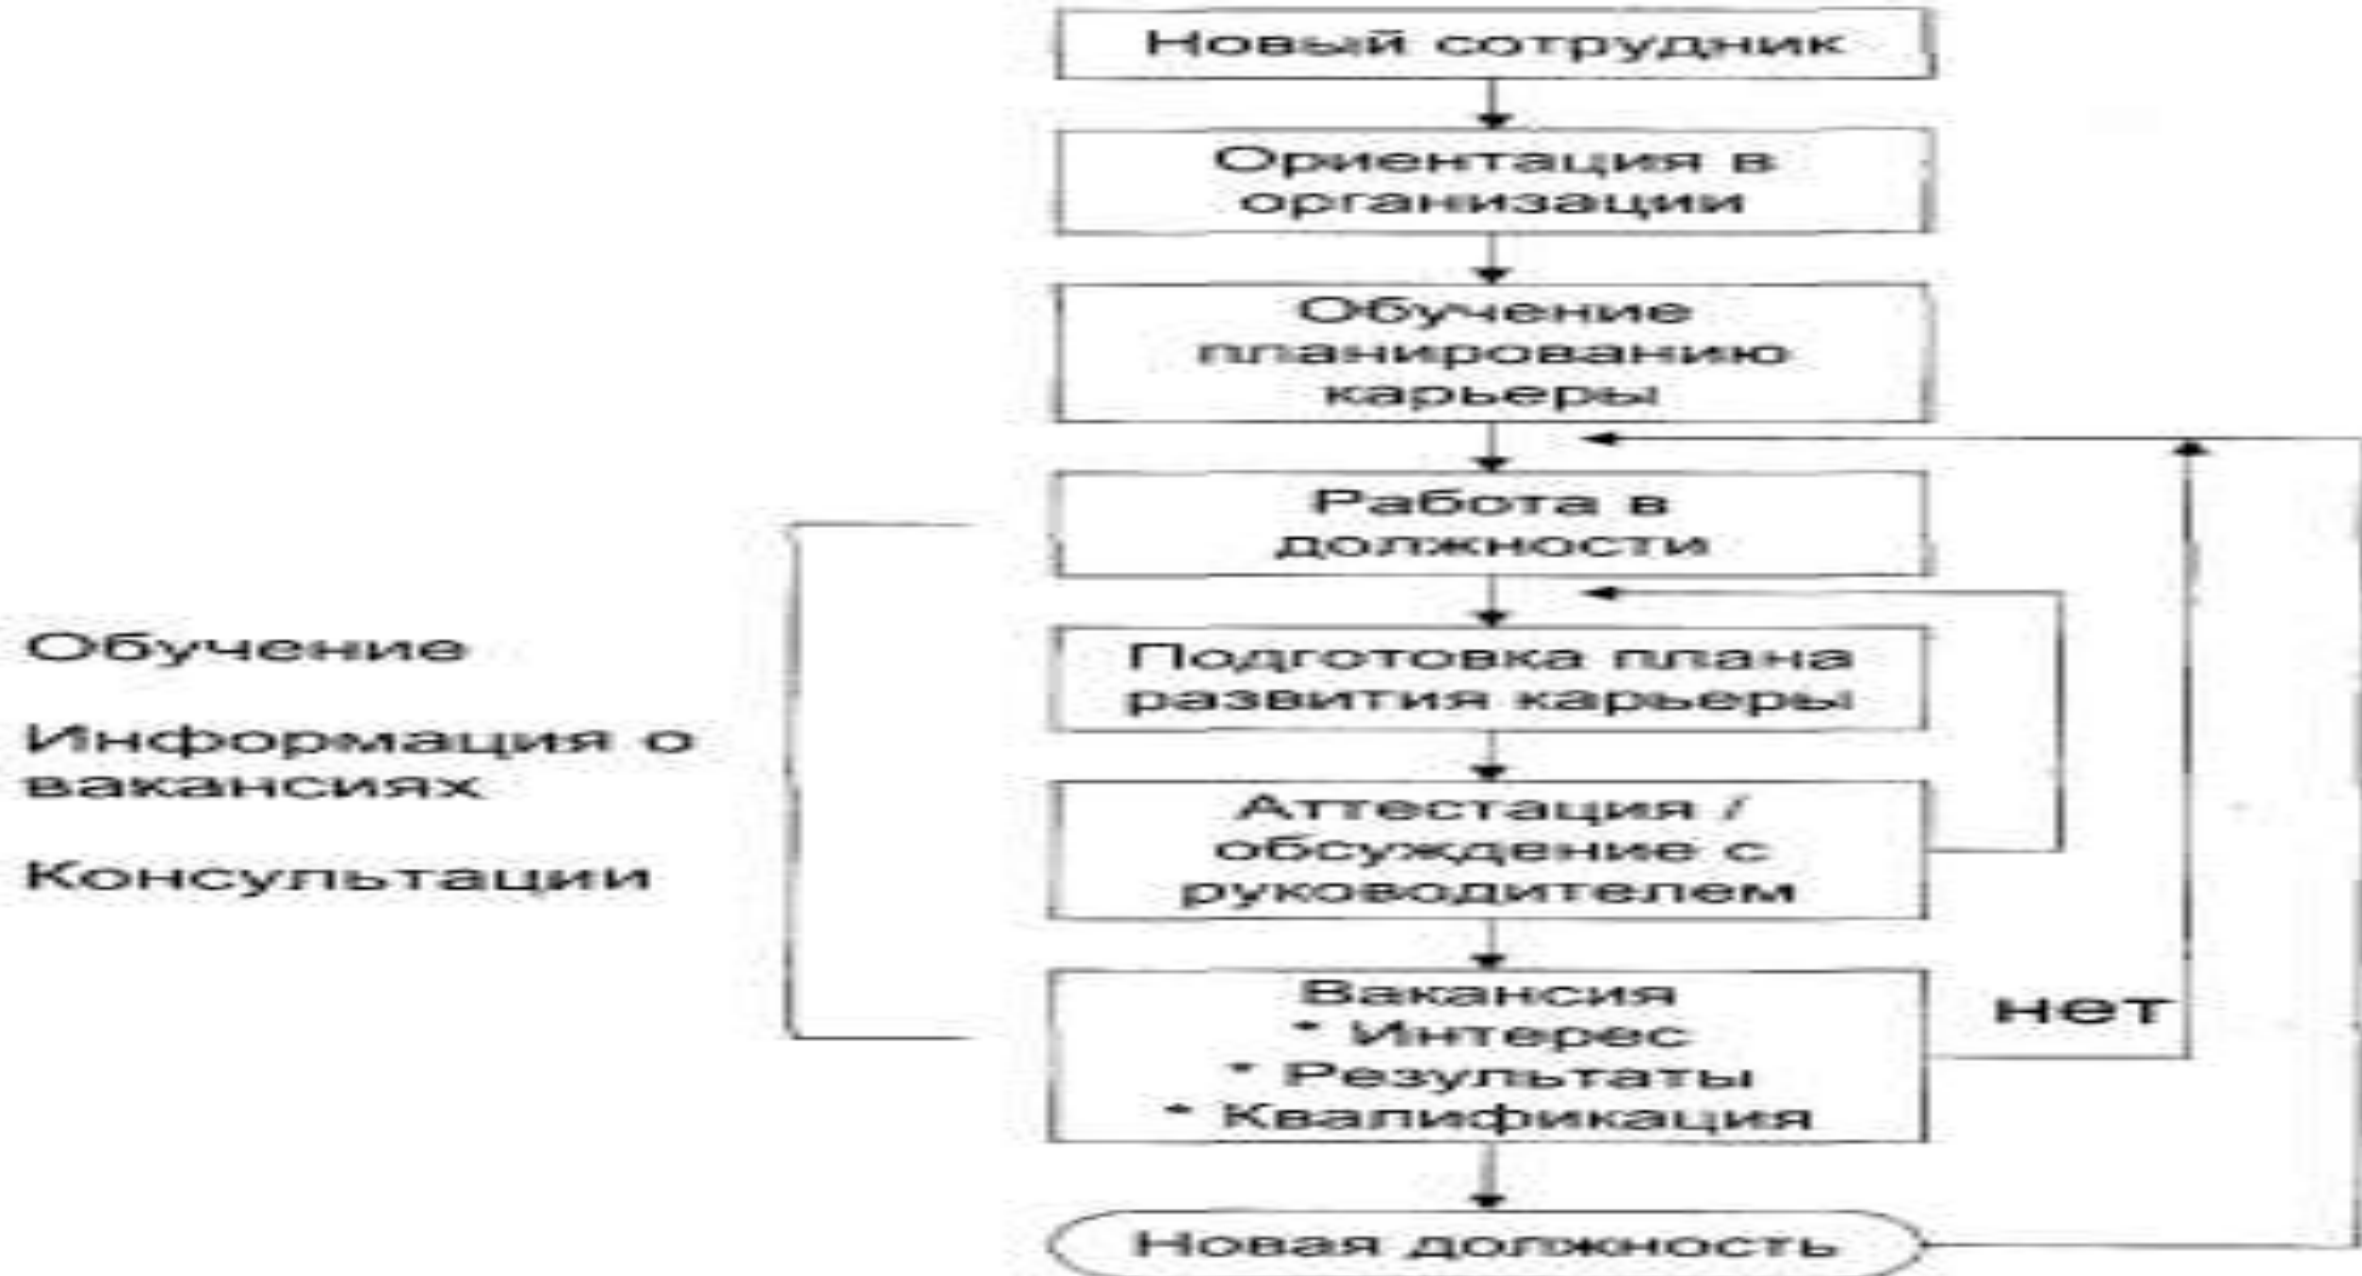 Новый сотрудник
Ориентация в
организации
Обучение
планированию
карьеры
Работа в
должности
Подготовка плана
развития карьеры
Аттестация /
обсуждение с
руководителем
Вакансия
* Интерес
* Результаты
* Квалификация
нет
Новая должность
Обучение
Информация о
вакансиях
Консультации